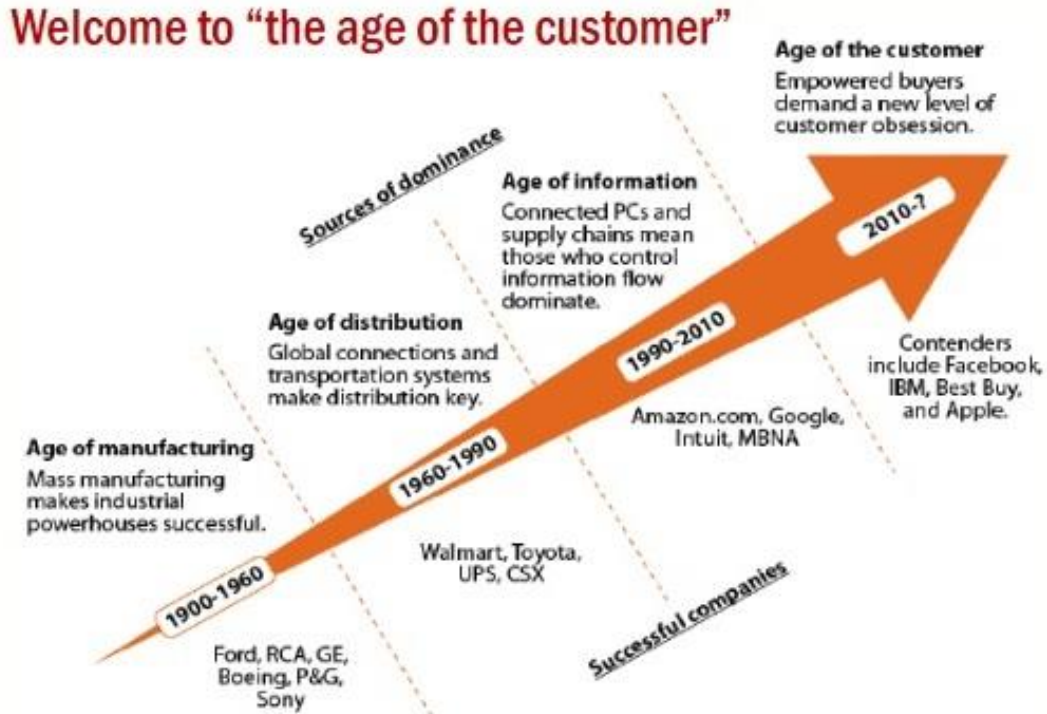 Welcome to “the age of the customer”
Age of the customer
Empowered buyers
demand a new level of
customer obsession.
Sources of dominance
Age of information
Connected PCs and
supply chains mean
those who control
information flow
dominate.
2010-?
Age of distribution
Global connections and
transportation systems
make distribution key.
1990-2010
Contenders
include Facebook,
IBM, Best Buy,
and Apple.
Amazon.com, Google,
Intuit, MBNA
Age of manufacturing
Mass manufacturing
makes industrial
powerhouses successful.
1960-1990
Walmart, Toyota,
UPS, CSX
1900-1960
Successful companies
Ford, RCA, GE,
Boeing, P&G,
Sony